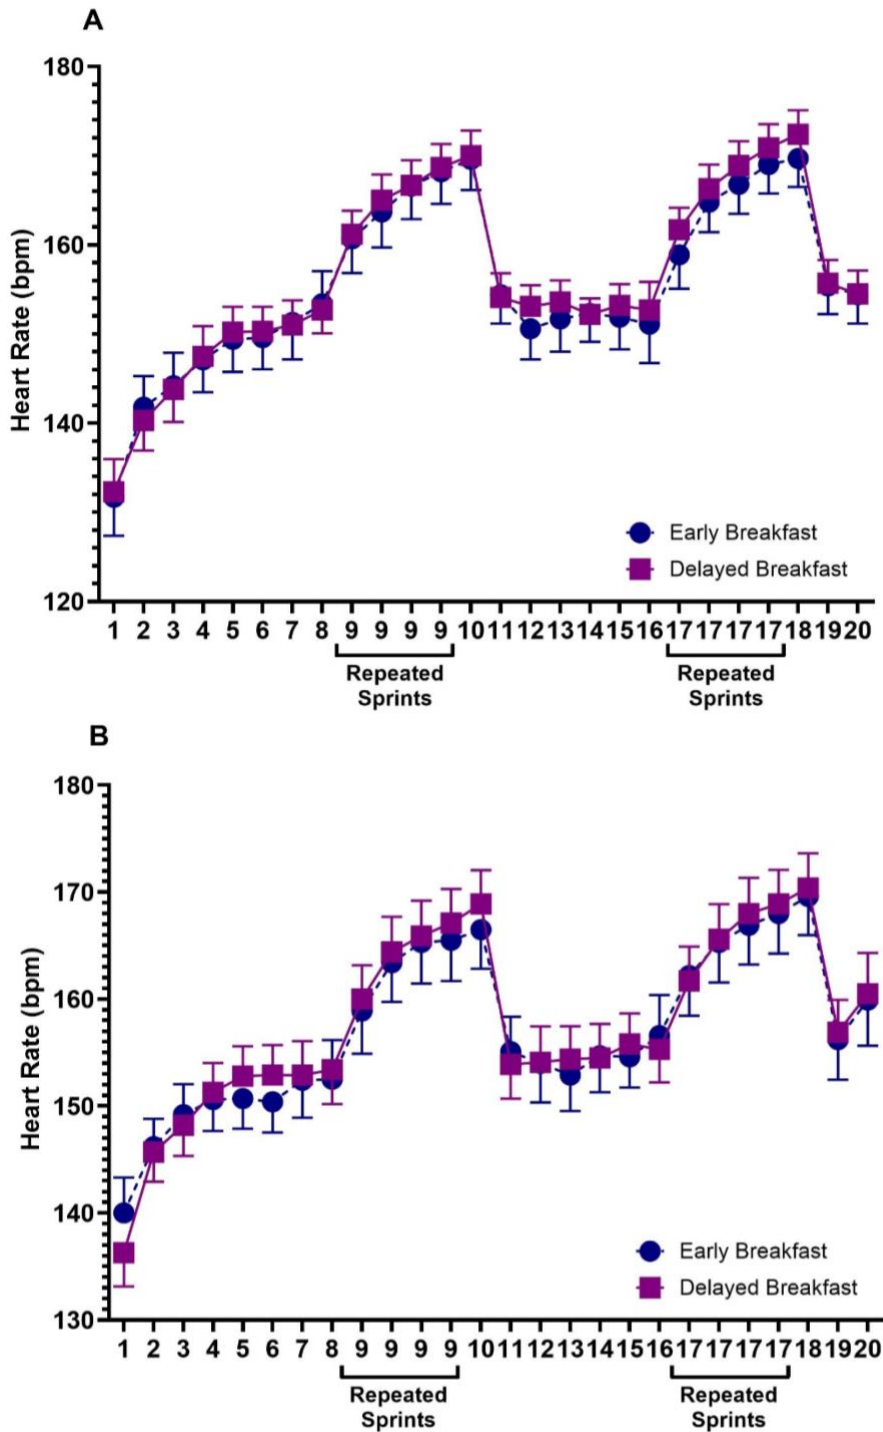 A
180
160
140
120
Heart Rate (bpm)
Early Breakfast
Delayed Breakfast
1 2 3 4 5 6 7 8 9 9 9 9 10 11 12 13 14 15 16 17 17 17 17 18 19 20
Repeated Sprints
Repeated Sprints
B
180
170
160
150
140
130
Heart Rate (bpm)
Early Breakfast
Delayed Breakfast
1 2 3 4 5 6 7 8 9 9 9 9 10 11 12 13 14 15 16 17 17 17 17 18 19 20
Repeated Sprints
Repeated Sprints